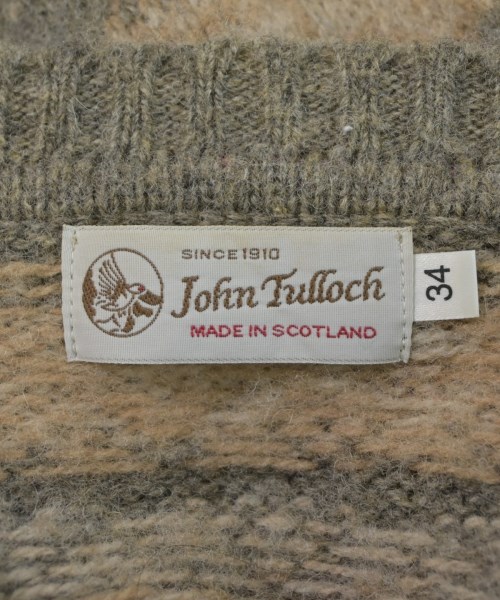 SINCE 1910
John Tulloch
MADE IN SCOTLAND
34